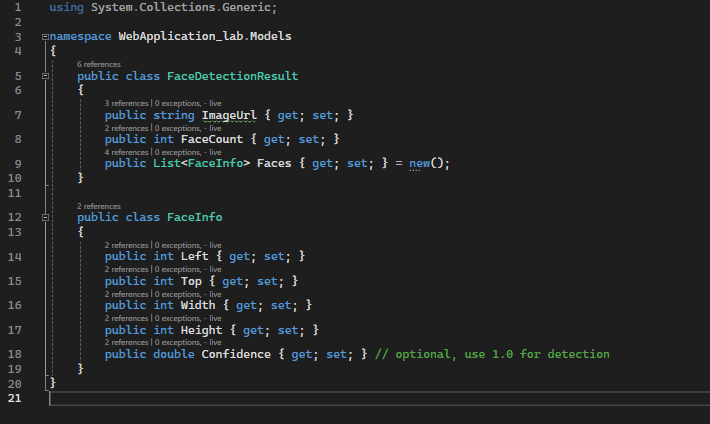 1 using System.Collections.Generic;
2
3 namespace WebApplication_lab.Models
4 {
6 references
5 public class FaceDetectionResult
6 {
3 references | 0 exceptions, - live
7 public string ImageUrl { get; set; }
2 references | 0 exceptions, - live
8 public int FaceCount { get; set; }
4 references | 0 exceptions, - live
9 public List<FaceInfo> Faces { get; set; } = new();
10 }
11
2 references
12 public class FaceInfo
13 {
2 references | 0 exceptions, - live
14 public int Left { get; set; }
2 references | 0 exceptions, - live
15 public int Top { get; set; }
2 references | 0 exceptions, - live
16 public int Width { get; set; }
2 references | 0 exceptions, - live
17 public int Height { get; set; }
2 references | 0 exceptions, - live
18 public double Confidence { get; set; } // optional, use 1.0 for detection
19 }
20 }
21